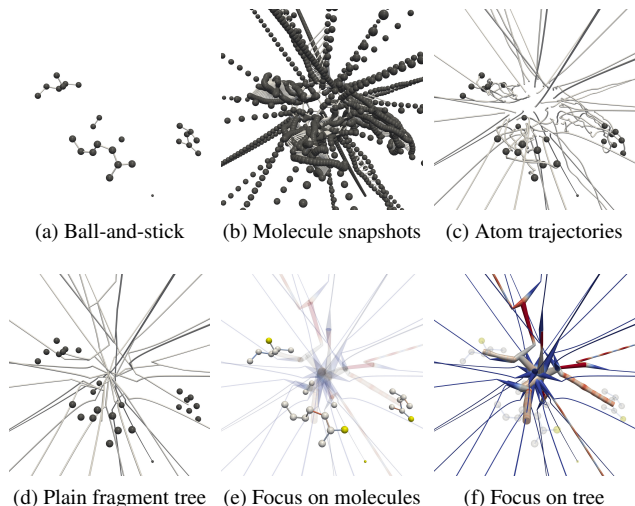 (a) Ball-and-stick
(b) Molecule snapshots
(c) Atom trajectories
(d) Plain fragment tree
(e) Focus on molecules
(f) Focus on tree